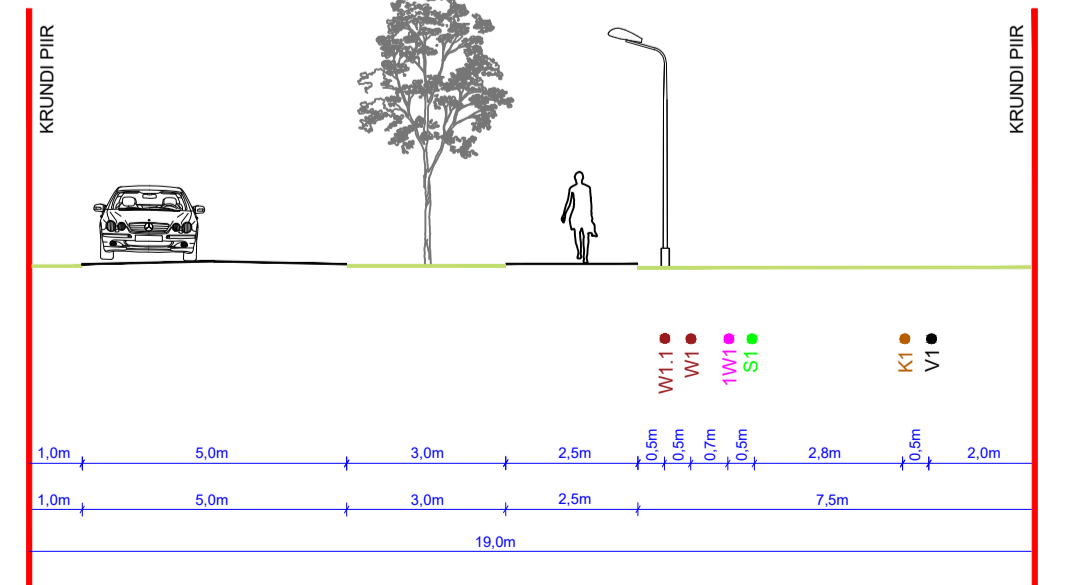 KRUNDI PIIR
KRUNDI PIIR
W1.1
W1
1W1
S1
K1
V1
1,0m 5,0m 3,0m 2,5m 0,5m 0,5m 0,7m 0,5m 2,8m 0,5m 2,0m
1,0m 5,0m 3,0m 2,5m 7,5m
19,0m